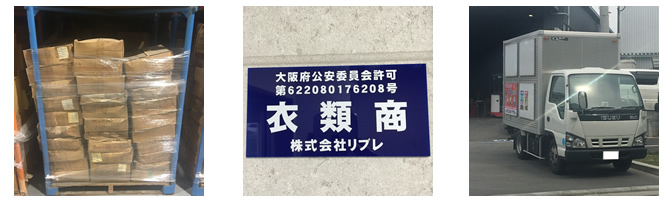 大阪府公安委員会許可
第622080176208号
衣類商
株式会社リプレ
ISUZU